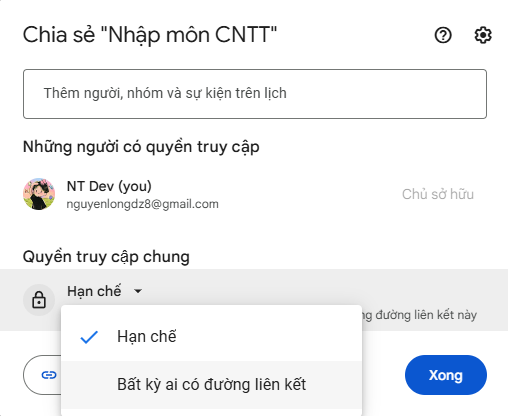 Chia sẻ "Nhập môn CNTT"
Thêm người, nhóm và sự kiện trên lịch
Những người có quyền truy cập
NT Dev (you)
nguyenlongdz8@gmail.com
Chủ sở hữu
Quyền truy cập chung
Hạn chế
đường liên kết này
Hạn chế
Bất kỳ ai có đường liên kết
Xong